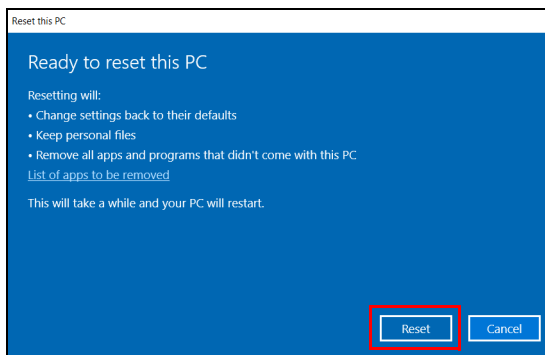 Reset this PC
Ready to reset this PC
Resetting will:
• Change settings back to their defaults
• Keep personal files
• Remove all apps and programs that didn't come with this PC
List of apps to be removed
This will take a while and your PC will restart.
Reset
Cancel